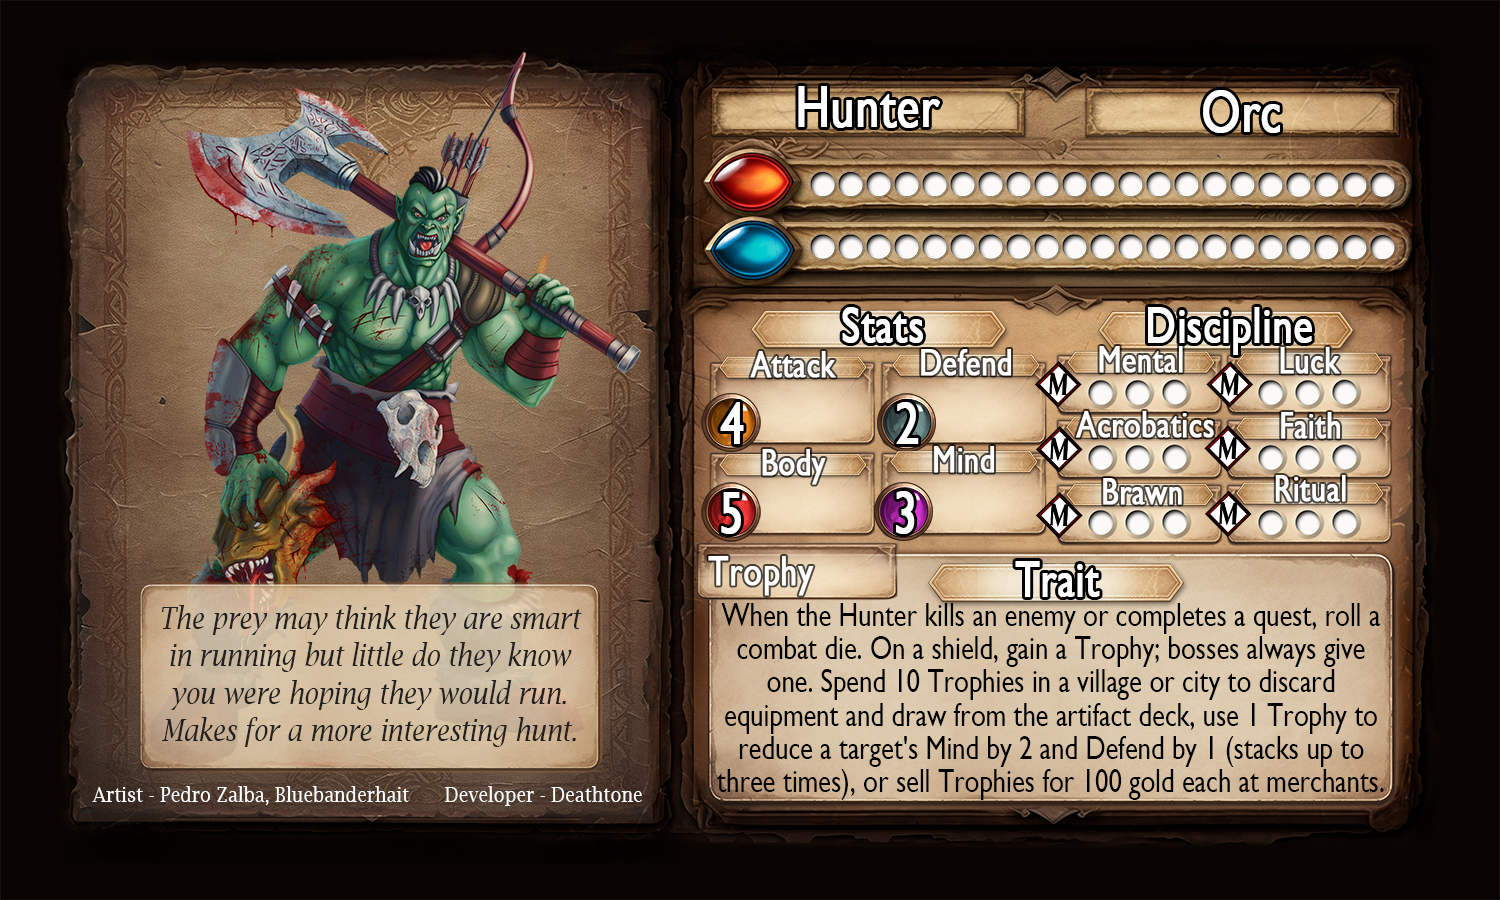 Hunter
Orc
Stats
Discipline
Attack
Defend
4
2
Body
Mind
5
3
Mental
Luck
M
M
Acrobatics
Faith
M
M
Brawn
Ritual
M
M
Trophy
Trait
When the Hunter kills an enemy or completes a quest, roll a
combat die. On a shield, gain a Trophy; bosses always give
one. Spend 10 Trophies in a village or city to discard
equipment and draw from the artifact deck, use 1 Trophy to
reduce a target's Mind by 2 and Defend by 1 (stacks up to
three times), or sell Trophies for 100 gold each at merchants.
The prey may think they are smart
in running but little do they know
you were hoping they would run.
Makes for a more interesting hunt.
Artist - Pedro Zalba, Bluebanderhait
Developer - Deathtone